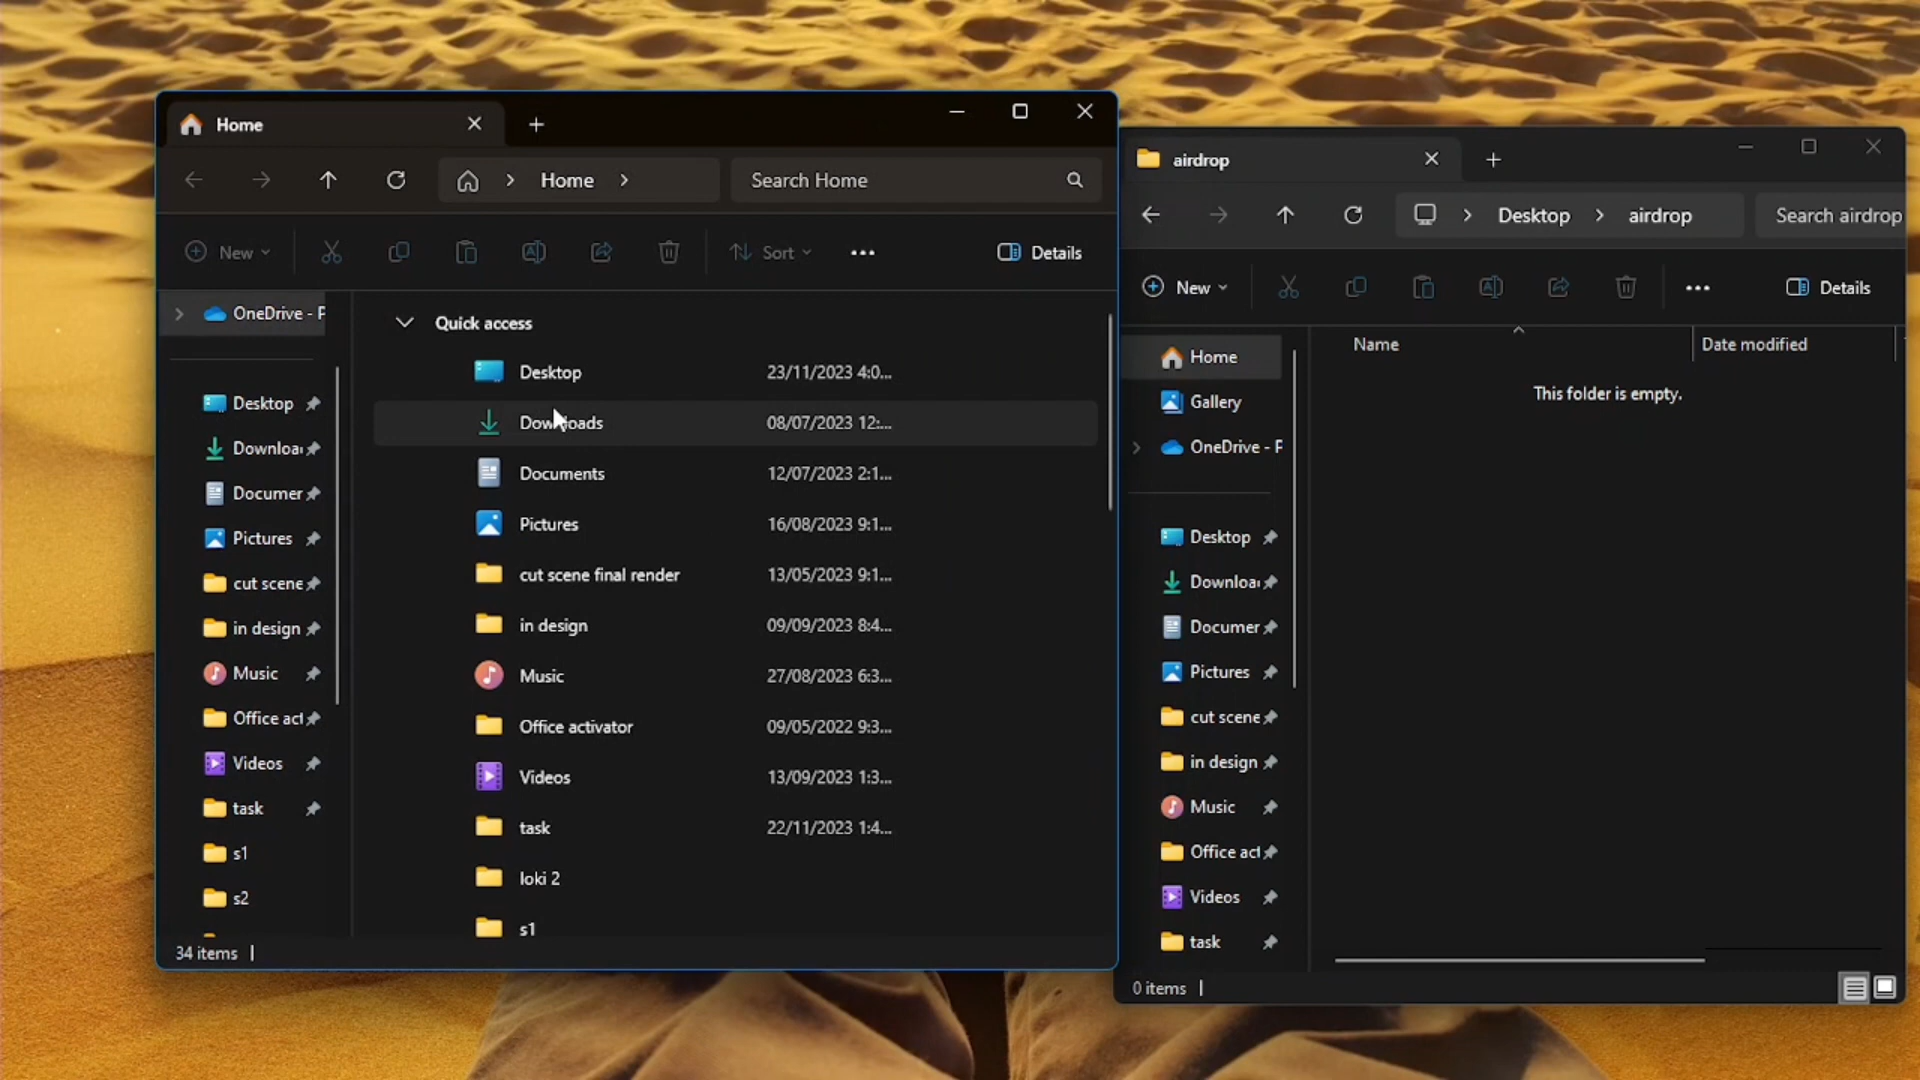 Home
Home
Search Home
New
Sort
Details
OneDrive - P
Desktop
Downloa
Documer
Pictures
cut scene
in design
Music
Office act
Videos
task
s1
s2
Quick access
Desktop 23/11/2023 4:0...
Downloads 08/07/2023 12:...
Documents 12/07/2023 2:1...
Pictures 16/08/2023 9:1...
cut scene final render 13/05/2023 9:1...
in design 09/09/2023 8:4...
Music 27/08/2023 6:3...
Office activator 09/05/2022 9:3...
Videos 13/09/2023 1:3...
task 22/11/2023 1:4...
loki 2
s1
34 items
airdrop
Desktop airdrop
Search airdrop
New
Details
Home
Gallery
OneDrive - P
Desktop
Downloa
Documer
Pictures
cut scene
in design
Music
Office act
Videos
task
Name Date modified
This folder is empty.
0 items